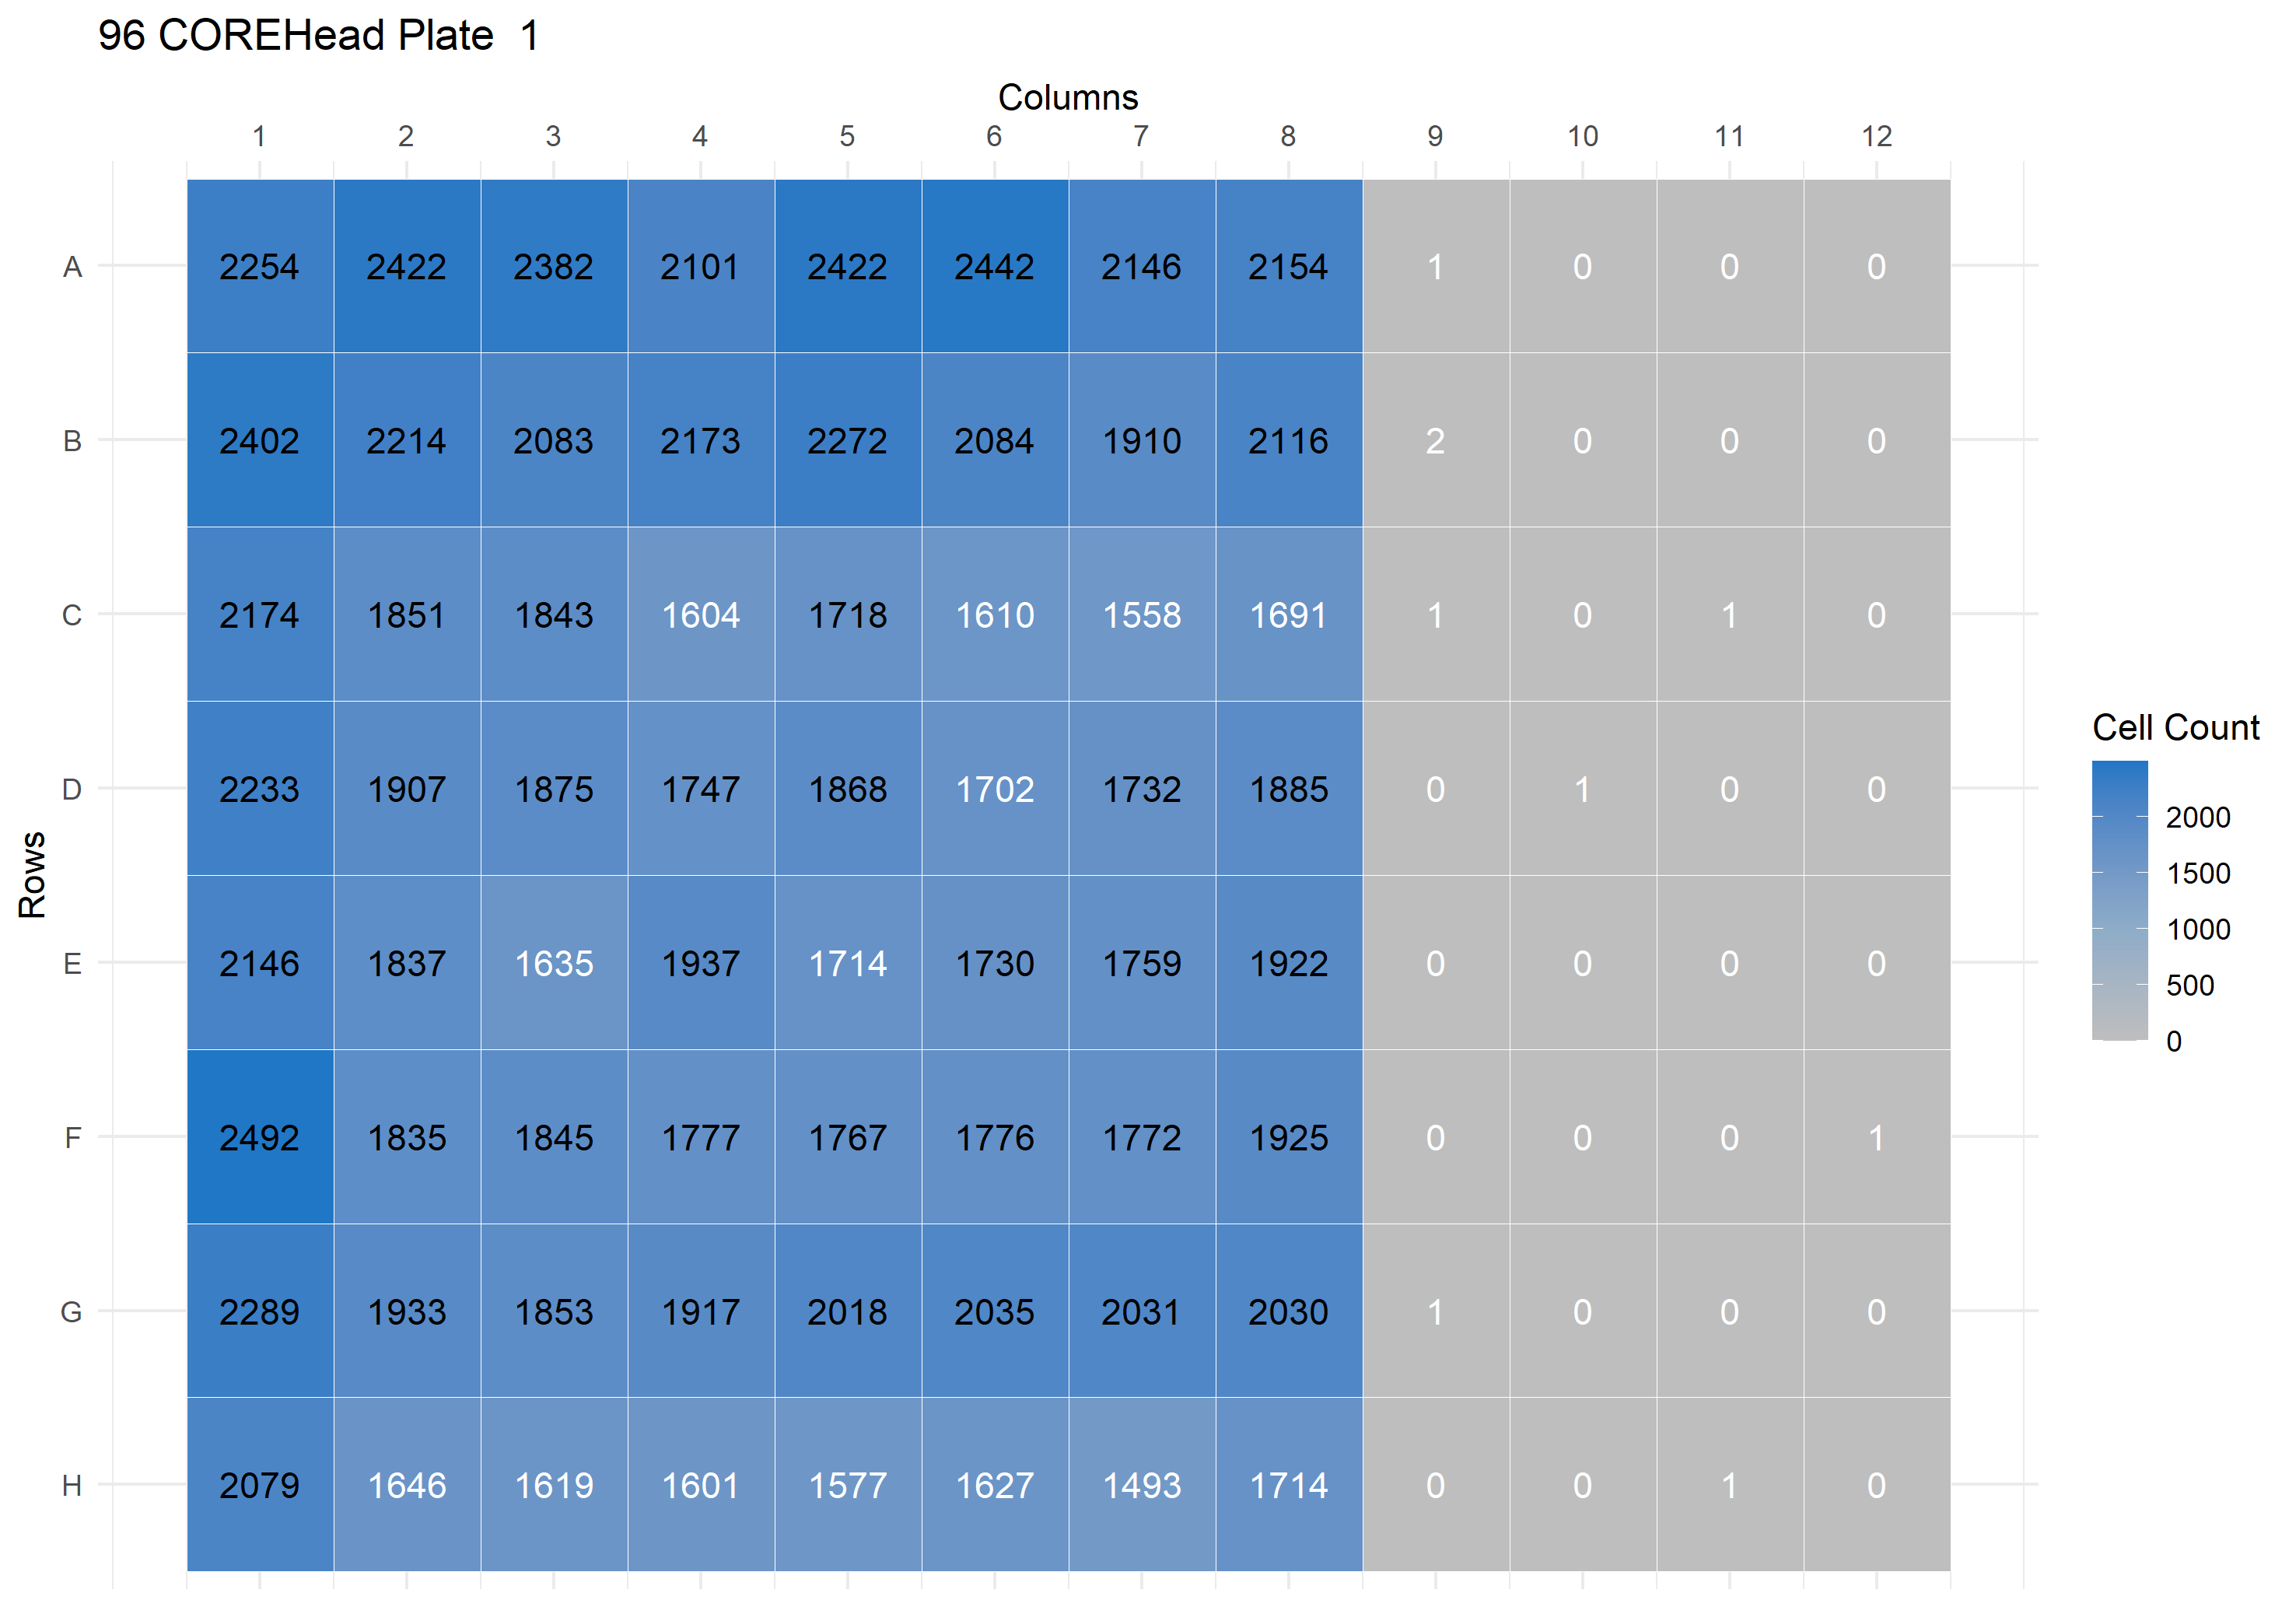 96 COREHead Plate  1
Columns
1 2 3 4 5 6 7 8 9 10 11 12
A 2254 2422 2382 2101 2422 2442 2146 2154 1 0 0 0
B 2402 2214 2083 2173 2272 2084 1910 2116 2 0 0 0
C 2174 1851 1843 1604 1718 1610 1558 1691 1 0 1 0
D 2233 1907 1875 1747 1868 1702 1732 1885 0 1 0 0
E 2146 1837 1635 1937 1714 1730 1759 1922 0 0 0 0
F 2492 1835 1845 1777 1767 1776 1772 1925 0 0 0 1
G 2289 1933 1853 1917 2018 2035 2031 2030 1 0 0 0
H 2079 1646 1619 1601 1577 1627 1493 1714 0 0 1 0
Rows
Cell Count
2000
1500
1000
500
0